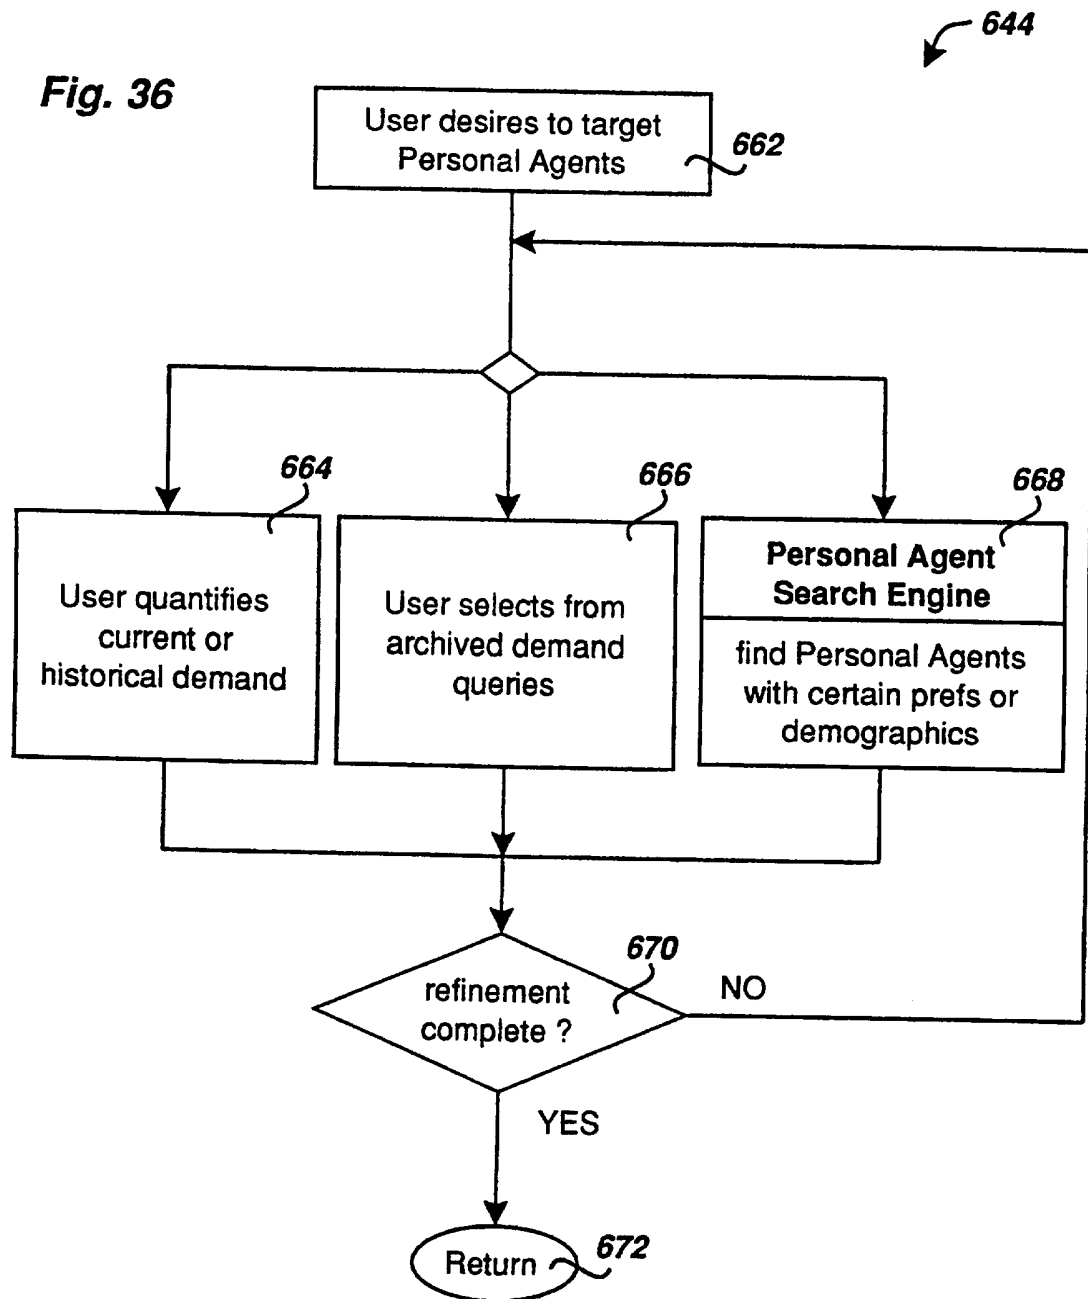 644
Fig. 36
User desires to target
Personal Agents
662
664
666
668
User quantifies
current or
historical demand
User selects from
archived demand
queries
Personal Agent
Search Engine
find Personal Agents
with certain prefs or
demographics
670
refinement
complete ?
NO
YES
Return
672